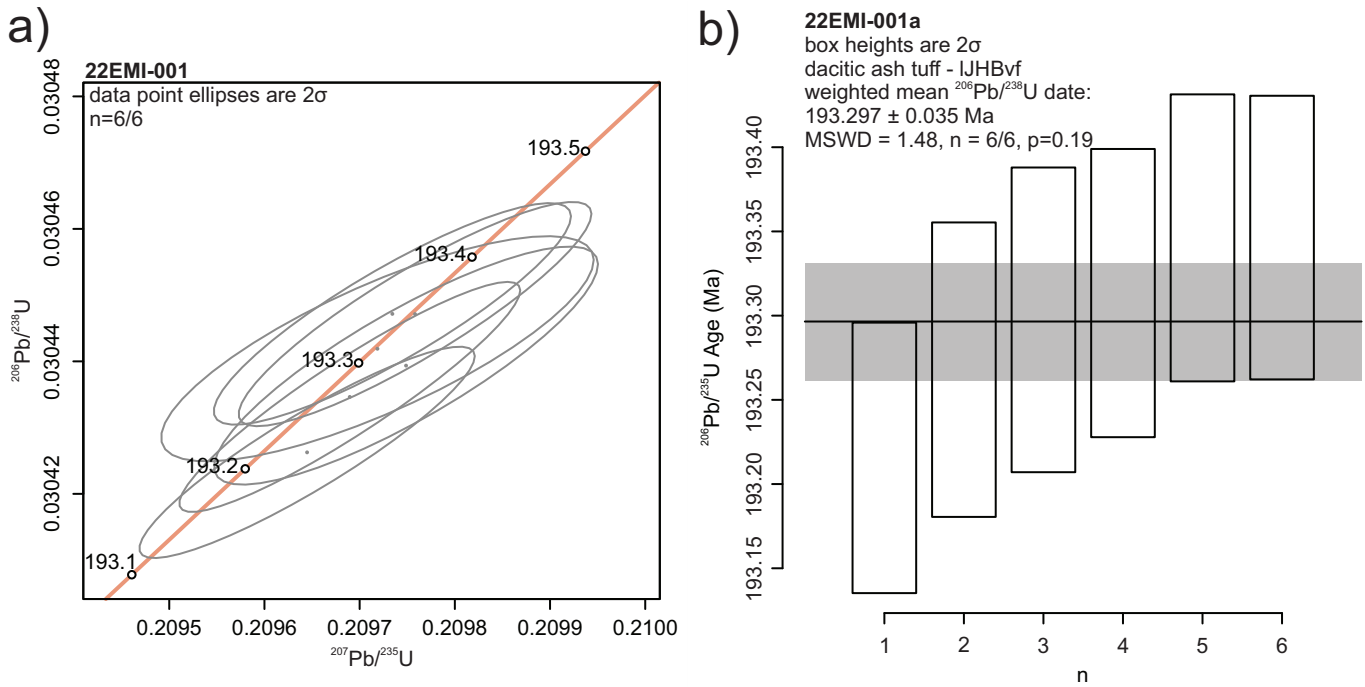 a)
22EMI-001
data point ellipses are 2σ
n=6/6
0.03048
0.03046
0.03044
0.03042
²⁰⁶Pb/²³⁸U
193.5
193.4
193.3
193.2
193.1
0.2095 0.2096 0.2097 0.2098 0.2099 0.2100
²⁰⁷Pb/²³⁵U
b)
22EMI-001a
box heights are 2σ
dacitic ash tuff - lJHBvf
weighted mean ²⁰⁶Pb/²³⁸U date:
193.297 ± 0.035 Ma
MSWD = 1.48, n = 6/6, p=0.19
193.40
193.35
193.30
193.25
193.20
193.15
²⁰⁶Pb/²³⁵U Age (Ma)
1 2 3 4 5 6
n